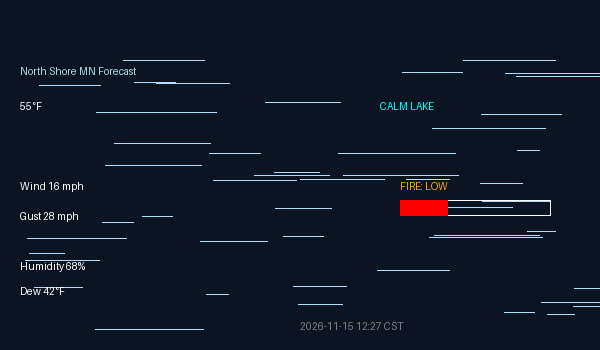 North Shore MN Forecast
55°F
CALM LAKE
Wind 16 mph
FIRE: LOW
Gust 28 mph
Humidity 68%
Dew 42°F
2026-11-15 12:27 CST